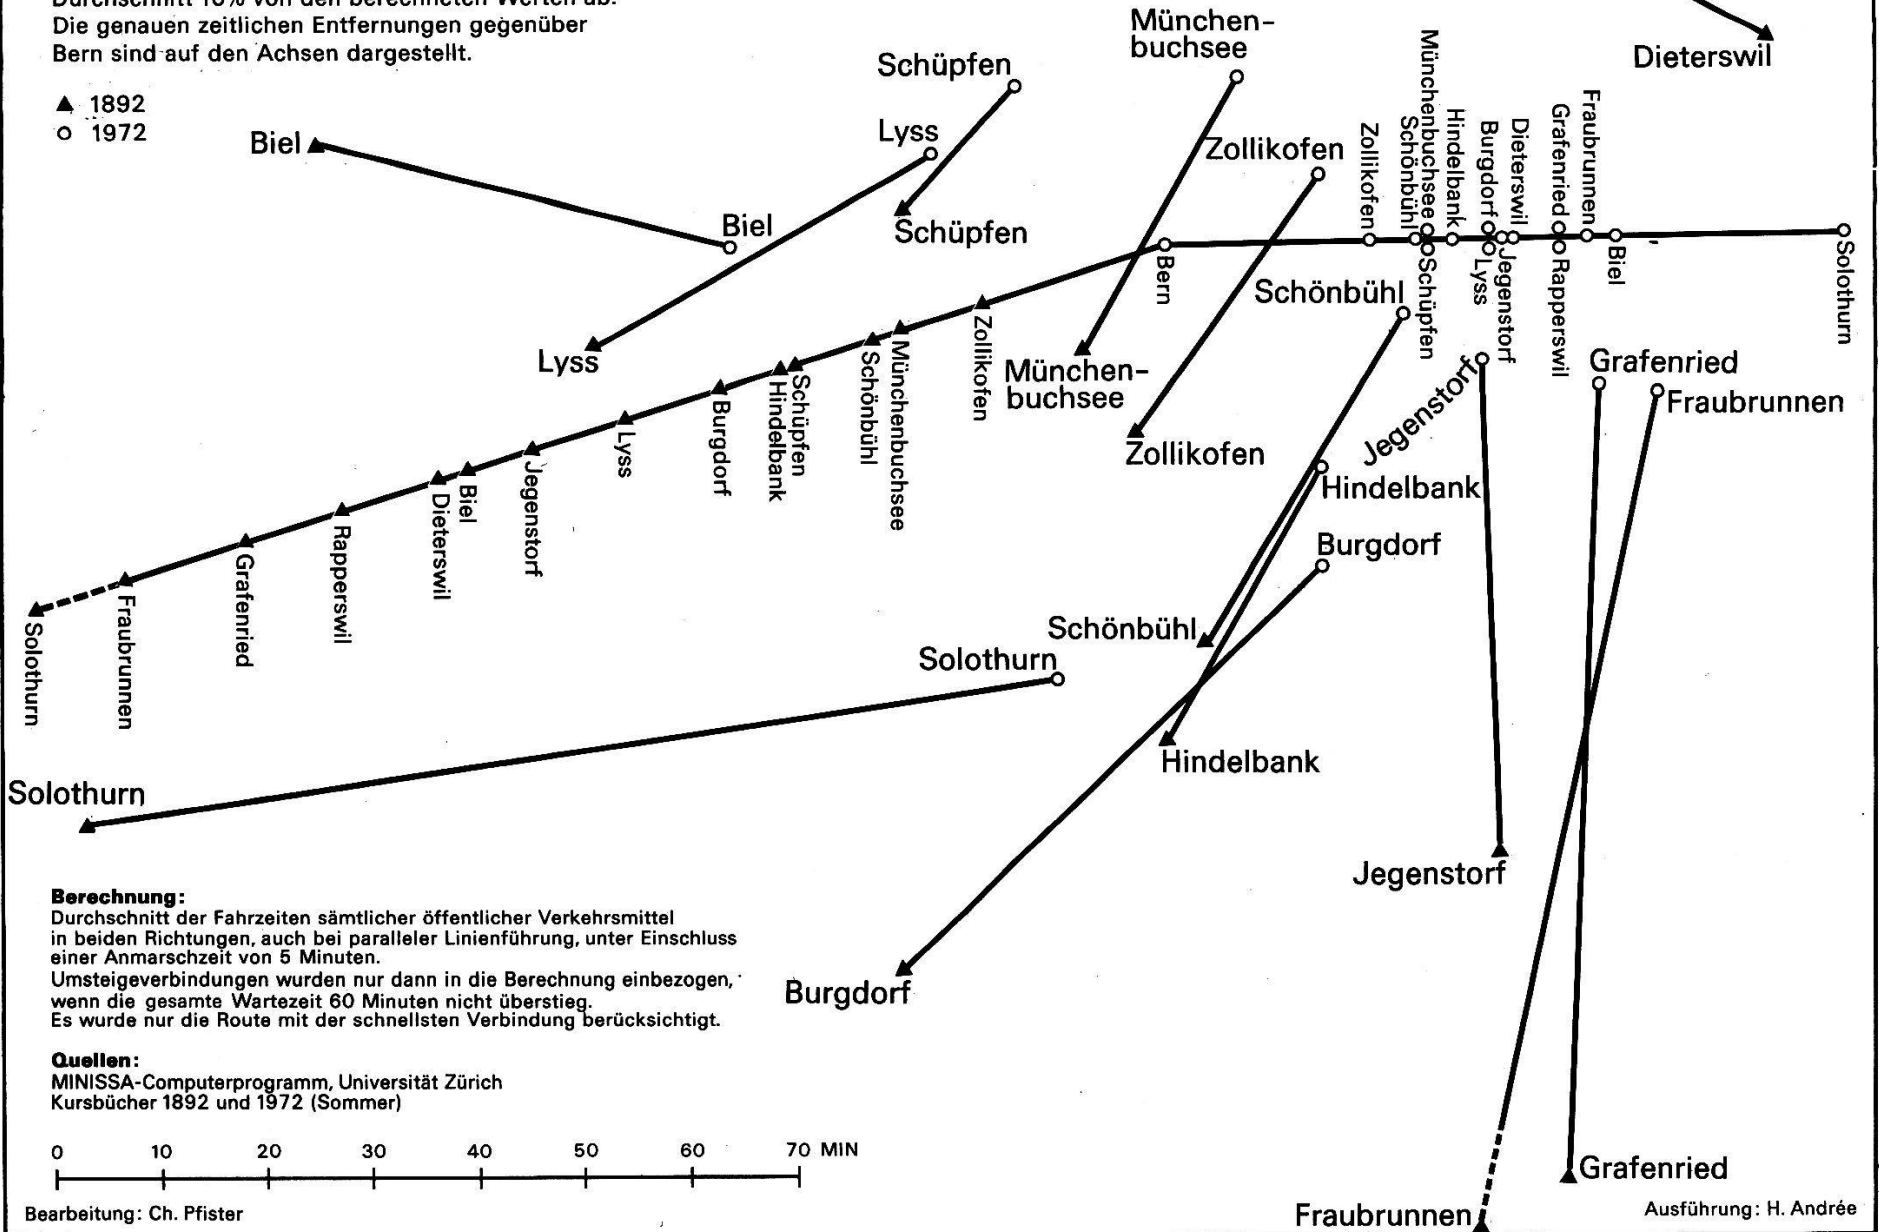 Durchschnitt 10% von den berechneten Werten ab.
Die genauen zeitlichen Entfernungen gegenüber
Bern sind auf den Achsen dargestellt.
▲ 1892
○ 1972
Dieterswil
München-
buchsee
Schüpfen
Lyss
Biel
Zollikofen
Biel
Schüpfen
Lyss
München-
buchsee
Zollikofen
Schönbühl
Zollikofen
Schönbühl
Münchenbuchsee
Hindelbank
Burgdorf
Dieterswil
Grafenried
Fraubrunnen
Bern
Schüpfen
Lyss
Jegenstorf
Rapperswil
Biel
Solothurn
Zollikofen
Münchenbuchsee
Schönbühl
Schüpfen
Hindelbank
Burgdorf
Lyss
Jegenstorf
Biel
Dieterswil
Rapperswil
Grafenried
Fraubrunnen
Solothurn
Jegenstorf
Grafenried
Fraubrunnen
Hindelbank
Burgdorf
Schönbühl
Solothurn
Hindelbank
Solothurn
Jegenstorf
Burgdorf
Berechnung:
Durchschnitt der Fahrzeiten sämtlicher öffentlicher Verkehrsmittel
in beiden Richtungen, auch bei paralleler Linienführung, unter Einschluss
einer Anmarschzeit von 5 Minuten.
Umsteigeverbindungen wurden nur dann in die Berechnung einbezogen,
wenn die gesamte Wartezeit 60 Minuten nicht überstieg.
Es wurde nur die Route mit der schnellsten Verbindung berücksichtigt.
Quellen:
MINISSA-Computerprogramm, Universität Zürich
Kursbücher 1892 und 1972 (Sommer)
0 10 20 30 40 50 60 70 MIN
Grafenried
Fraubrunnen
Bearbeitung: Ch. Pfister
Ausführung: H. Andrée